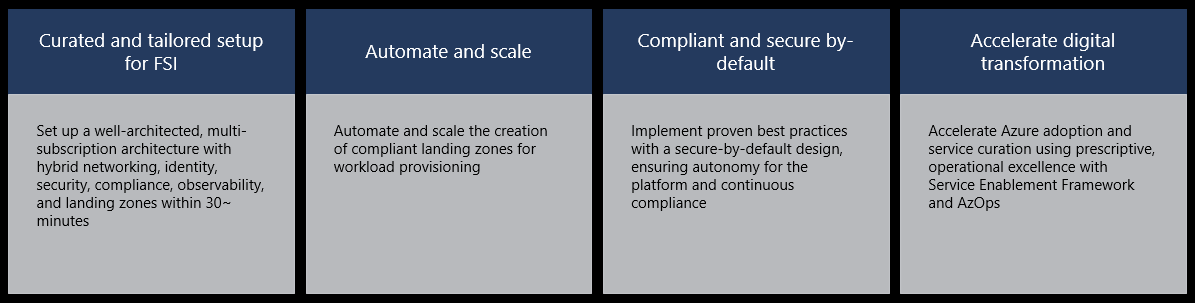 Curated and tailored setup
for FSI
Set up a well-architected, multi-
subscription architecture with
hybrid networking, identity,
security, compliance, observability,
and landing zones within 30~
minutes
Automate and scale
Automate and scale the creation
of compliant landing zones for
workload provisioning
Compliant and secure by-
default
Implement proven best practices
with a secure-by-default design,
ensuring autonomy for the
platform and continuous
compliance
Accelerate digital
transformation
Accelerate Azure adoption and
service curation using prescriptive,
operational excellence with
Service Enablement Framework
and AzOps